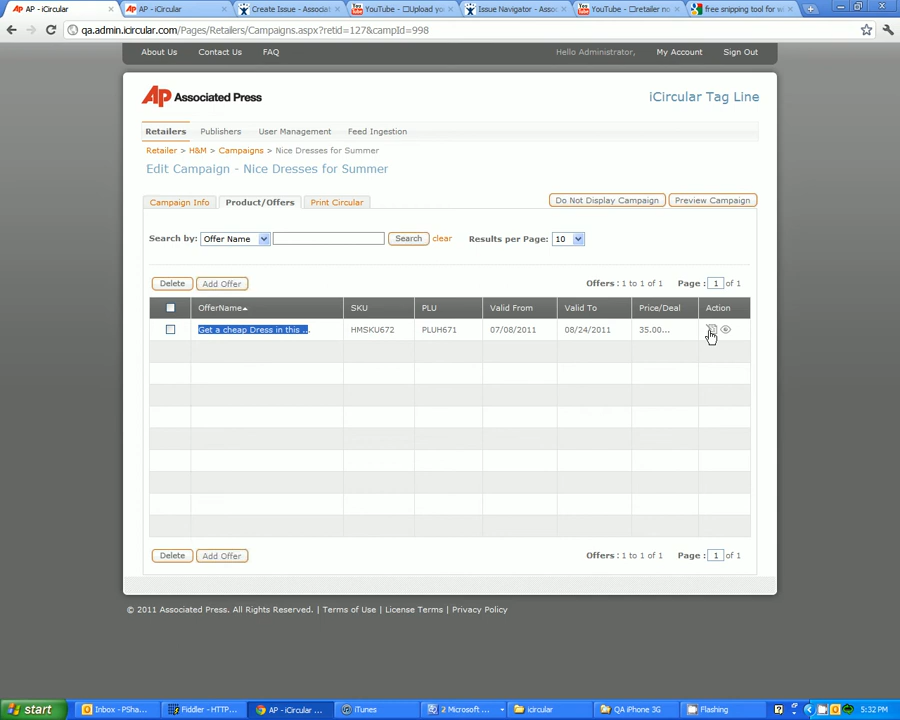 AP - iCircular
AP - iCircular
Create Issue - Associat
YouTube - Upload y
Issue Navigator - Asso
YouTube - retailer n
free snipping tool for w
qa.admin.icircular.com/Pages/Retailers/Campaigns.aspx?retid=127&campId=998
About Us Contact Us FAQ Hello Administrator, My Account Sign Out
AP Associated Press iCircular Tag Line
Retailers Publishers User Management Feed Ingestion
Retailer > H&M > Campaigns > Nice Dresses for Summer
Edit Campaign - Nice Dresses for Summer
Campaign Info Product/Offers Print Circular Do Not Display Campaign Preview Campaign
Search by: Offer Name Search clear Results per Page: 10
Delete Add Offer Offers : 1 to 1 of 1 Page : 1 of 1
OfferName SKU PLU Valid From Valid To Price/Deal Action
Get a cheap Dress in this ... HMSKU672 PLUH671 07/08/2011 08/24/2011 35.00...
Delete Add Offer Offers : 1 to 1 of 1 Page : 1 of 1
© 2011 Associated Press. All Rights Reserved. | Terms of Use | License Terms | Privacy Policy
start Inbox - PSha... Fiddler - HTTP... AP - iCircular ... iTunes 2 Microsoft ... icircular QA iPhone 3G Flashing 5:32 PM